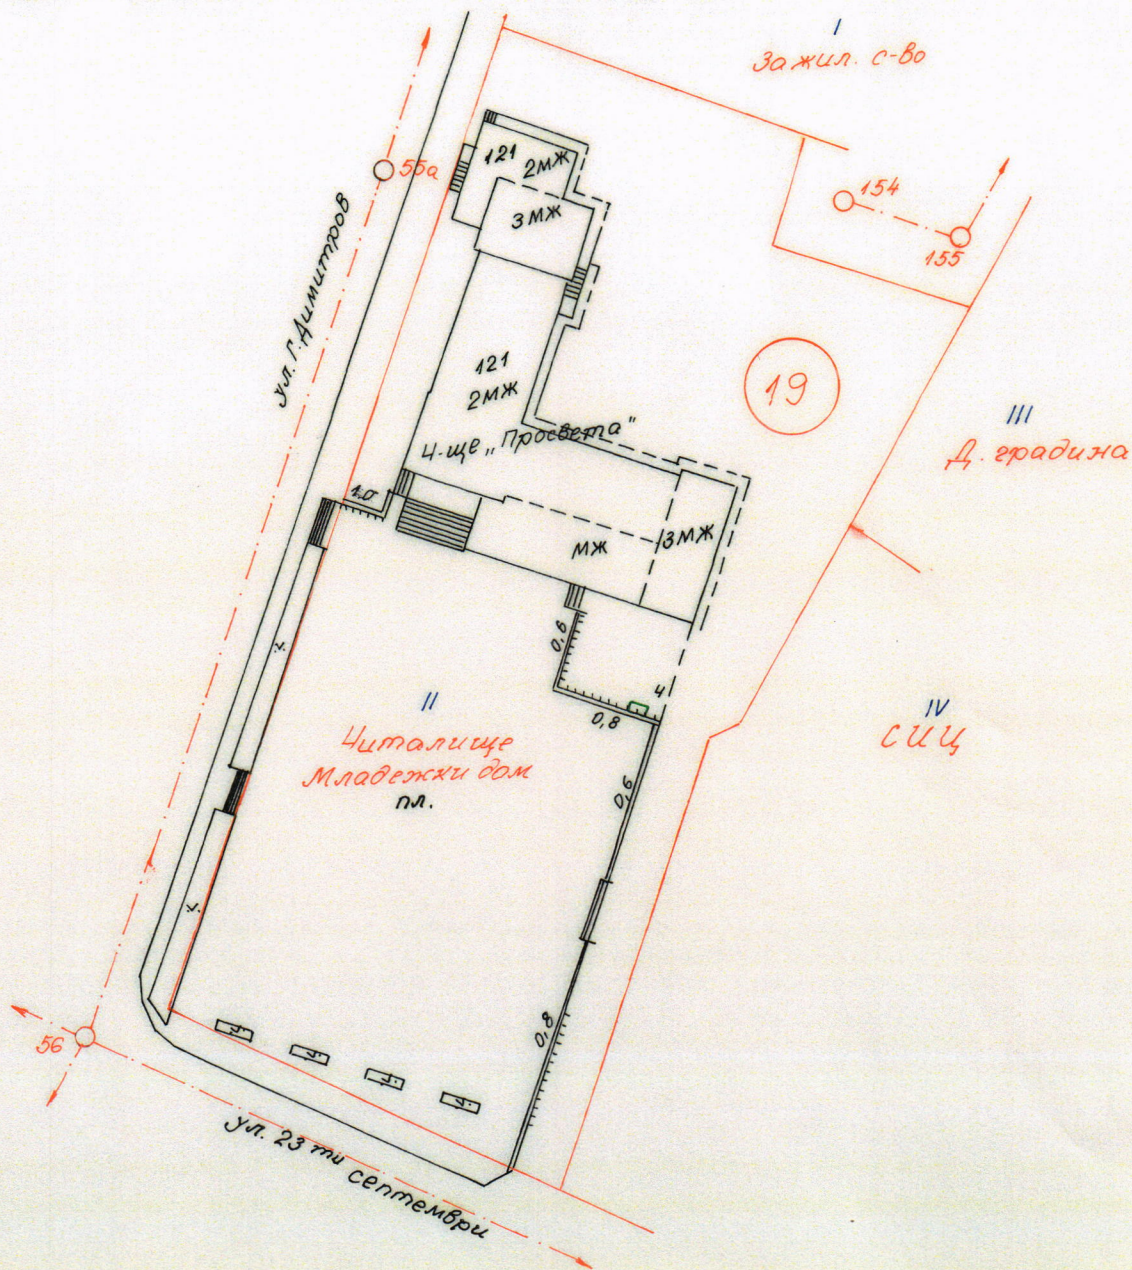 I
За жил. с-во
55а
121
2МЖ
3МЖ
154
155
ул. Г. Димитров
19
121
2МЖ
Ч-ще „Просвета"
III
Д. градина
1.0
МЖ
3МЖ
0,6
4
0,8
II
Читалище
Младежки дом
пл.
IV
СИЦ
0,6
0,8
56
ул. 23ти септември